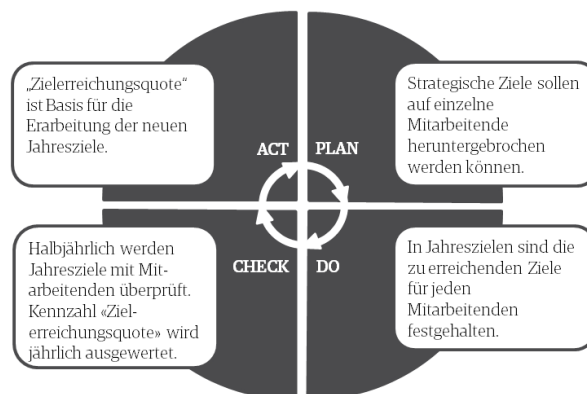 „Zielerreichungsquote“
ist Basis für die
Erarbeitung der neuen
Jahresziele.
Strategische Ziele sollen
auf einzelne
Mitarbeitende
heruntergebrochen
werden können.
ACT PLAN
CHECK DO
Halbjährlich werden
Jahresziele mit Mit-
arbeitenden überprüft.
Kennzahl «Ziel-
erreichungsquote» wird
jährlich ausgewertet.
In Jahreszielen sind die
zu erreichenden Ziele
für jeden
Mitarbeitenden
festgehalten.